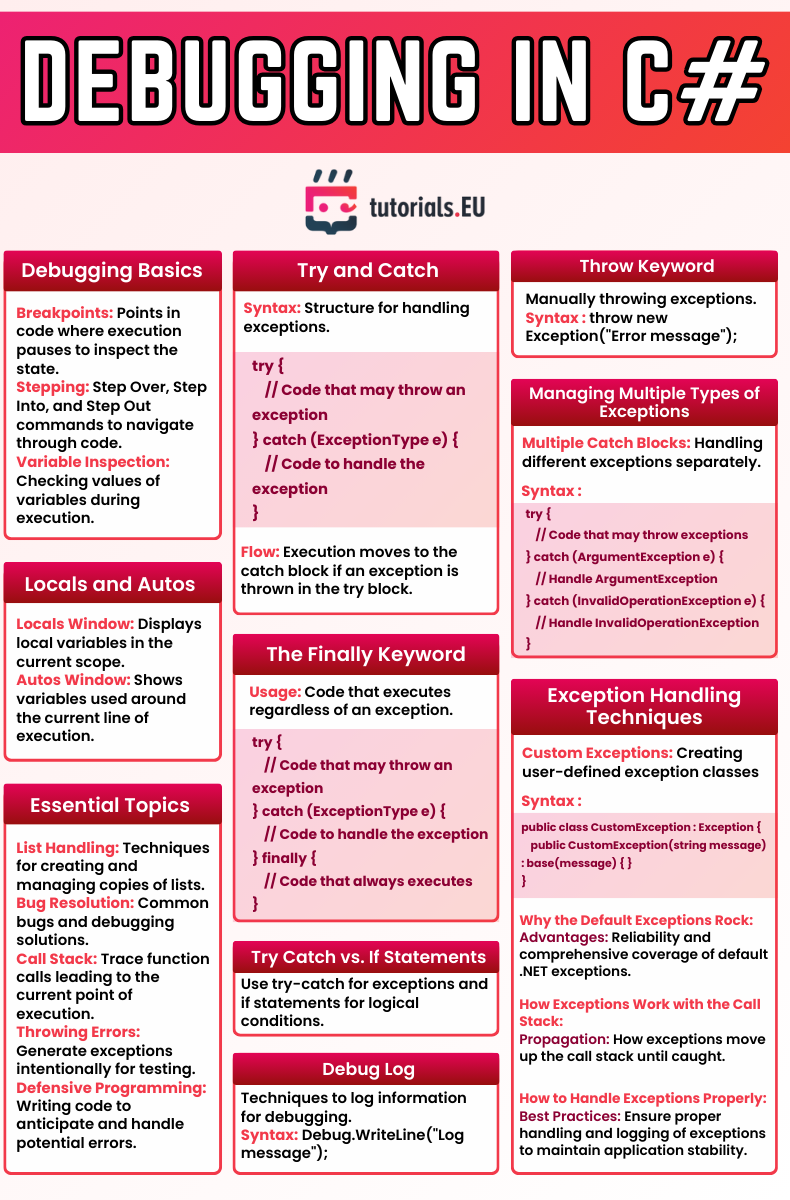 DEBUGGING IN C#
tutorials.EU
Debugging Basics
Breakpoints: Points in
code where execution
pauses to inspect the
state.
Stepping: Step Over, Step
Into, and Step Out
commands to navigate
through code.
Variable Inspection:
Checking values of
variables during
execution.
Locals and Autos
Locals Window: Displays
local variables in the
current scope.
Autos Window: Shows
variables used around
the current line of
execution.
Essential Topics
List Handling: Techniques
for creating and
managing copies of lists.
Bug Resolution: Common
bugs and debugging
solutions.
Call Stack: Trace function
calls leading to the
current point of
execution.
Throwing Errors:
Generate exceptions
intentionally for testing.
Defensive Programming:
Writing code to
anticipate and handle
potential errors.
Try and Catch
Syntax: Structure for handling
exceptions.
try {
// Code that may throw an
exception
} catch (ExceptionType e) {
// Code to handle the
exception
}
Flow: Execution moves to the
catch block if an exception is
thrown in the try block.
The Finally Keyword
Usage: Code that executes
regardless of an exception.
try {
// Code that may throw an
exception
} catch (ExceptionType e) {
// Code to handle the exception
} finally {
// Code that always executes
}
Try Catch vs. If Statements
Use try-catch for exceptions and
if statements for logical
conditions.
Debug Log
Techniques to log information
for debugging.
Syntax: Debug.WriteLine("Log
message");
Throw Keyword
Manually throwing exceptions.
Syntax : throw new
Exception("Error message");
Managing Multiple Types of
Exceptions
Multiple Catch Blocks: Handling
different exceptions separately.
Syntax :
try {
// Code that may throw exceptions
} catch (ArgumentException e) {
// Handle ArgumentException
} catch (InvalidOperationException e) {
// Handle InvalidOperationException
}
Exception Handling
Techniques
Custom Exceptions: Creating
user-defined exception classes
Syntax :
public class CustomException : Exception {
public CustomException(string message)
: base(message) { }
}
Why the Default Exceptions Rock:
Advantages: Reliability and
comprehensive coverage of default
.NET exceptions.
How Exceptions Work with the Call
Stack:
Propagation: How exceptions move
up the call stack until caught.
How to Handle Exceptions Properly:
Best Practices: Ensure proper
handling and logging of exceptions
to maintain application stability.